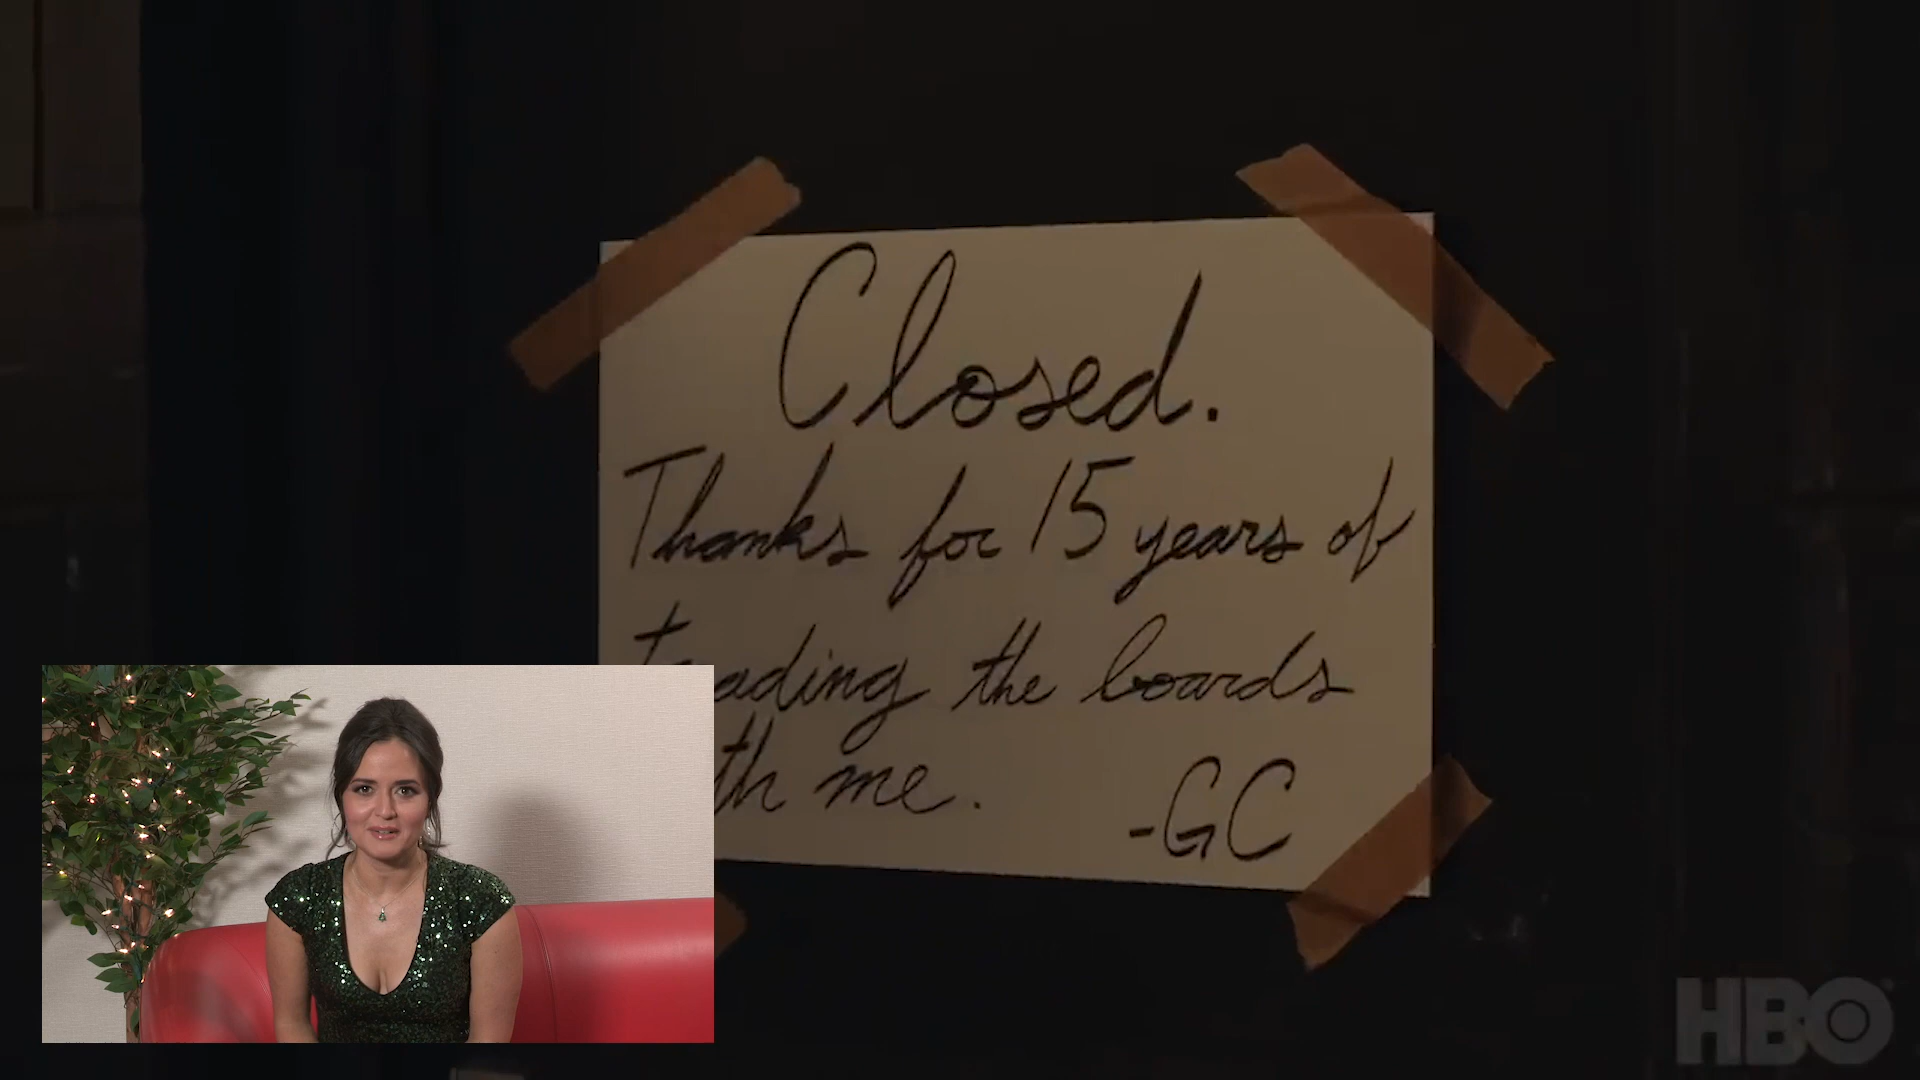 Closed.
Thanks for 15 years of
ading the boards
th me.
-GC
HBO